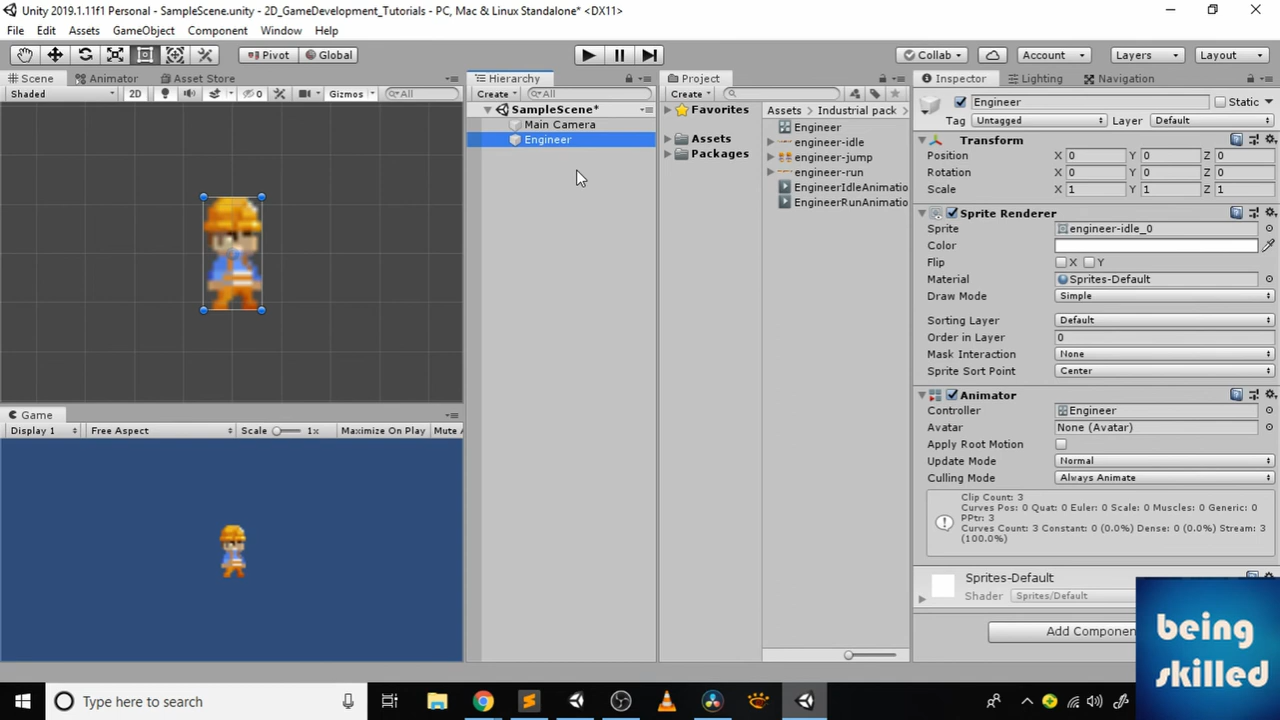 Unity 2019.1.11f1 Personal - SampleScene.unity - 2D_GameDevelopment_Tutorials - PC, Mac & Linux Standalone* <DX11>
File Edit Assets GameObject Component Window Help
Pivot Global Collab Account Layers Layout
Scene Animator Asset Store
Shaded 2D 0 Gizmos All
Hierarchy
Create All
SampleScene*
Main Camera
Engineer
Project
Create
Favorites
Assets
Packages
Assets Industrial pack
Engineer
engineer-idle
engineer-jump
engineer-run
EngineerIdleAnimatio
EngineerRunAnimatio
Inspector Lighting Navigation
Engineer Static
Tag Untagged Layer Default
Transform
Position X 0 Y 0 Z 0
Rotation X 0 Y 0 Z 0
Scale X 1 Y 1 Z 1
Sprite Renderer
Sprite engineer-idle_0
Color
Flip X Y
Material Sprites-Default
Draw Mode Simple
Sorting Layer Default
Order in Layer 0
Mask Interaction None
Sprite Sort Point Center
Animator
Controller Engineer
Avatar None (Avatar)
Apply Root Motion
Update Mode Normal
Culling Mode Always Animate
Clip Count: 3
Curves Pos: 0 Quat: 0 Euler: 0 Scale: 0 Muscles: 0 Generic: 0
PPtr: 3
Curves Count: 3 Constant: 0 (0.0%) Dense: 0 (0.0%) Stream: 3
(100.0%)
Sprites-Default
Shader Sprites/Default
Add Componen
Game
Display 1 Free Aspect Scale 1x Maximize On Play Mute A
being
skilled
Type here to search